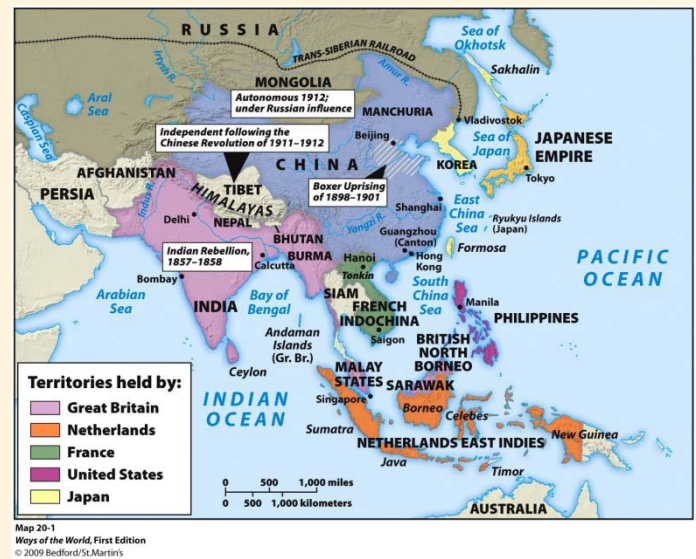 RUSSIA
Sea of
Okhotsk
TRANS-SIBERIAN RAILROAD
Irtysh R.
Amur R.
Sakhalin
MONGOLIA
Autonomous 1912;
under Russian influence
Aral
Sea
Caspian Sea
MANCHURIA
Vladivostok
Independent following the
Chinese Revolution of 1911–1912
Beijing
Sea of
Japan
JAPANESE
EMPIRE
KOREA
Tokyo
CHINA
AFGHANISTAN
PERSIA
Indus R.
TIBET
HIMALAYAS
Boxer Uprising
of 1898–1901
Shanghai
East
China
Sea
Ryukyu Islands
(Japan)
Delhi
NEPAL
Yangzi R.
BHUTAN
Guangzhou
(Canton)
Formosa
PACIFIC
OCEAN
Indian Rebellion,
1857–1858
Calcutta
BURMA
Hanoi
Tonkin
Hong
Kong
Bombay
Arabian
Sea
INDIA
Bay of
Bengal
SIAM
FRENCH
INDOCHINA
South
China
Sea
Manila
PHILIPPINES
Andaman
Islands
(Gr. Br.)
Saigon
BRITISH
NORTH
BORNEO
Ceylon
MALAY
STATES
SARAWAK
Singapore
Borneo
Celebes
INDIAN
OCEAN
Sumatra
NETHERLANDS EAST INDIES
New Guinea
Java
Timor
AUSTRALIA
Territories held by:
Great Britain
Netherlands
France
United States
Japan
0 500 1,000 miles
0 500 1,000 kilometers
Map 20-1
Ways of the World, First Edition
© 2009 Bedford/St.Martin's